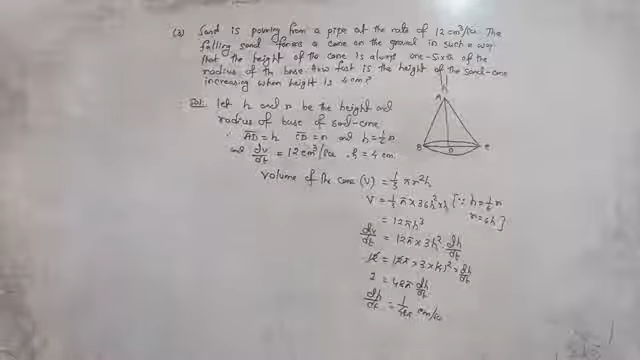 (2) Sand is pouring from a pipe at the rate of 12 cm³/sec. The
falling sand forms a cone on the ground in such a way
that the height of the cone is always one-sixth of the
radius of the base. How fast is the height of the sand-cone
increasing when height is 4 cm?
Sol: let h and r be the height and
radius of base of sand-cone
∴ AD = h CD = r and h = 1/6 r
and dv/dt = 12 cm³/sec, h = 4 cm
A
B
D
C
Volume of the cone (V) = 1/3 πr²h
V = 1/3 π × 36h² × h [∵ h = 1/6 r
r = 6h]
= 12πh³
dv/dt = 12π × 3h² · dh/dt
12 = 12π × 3 × (4)² × dh/dt
1 = 48π dh/dt
dh/dt = 1/48π cm/sec